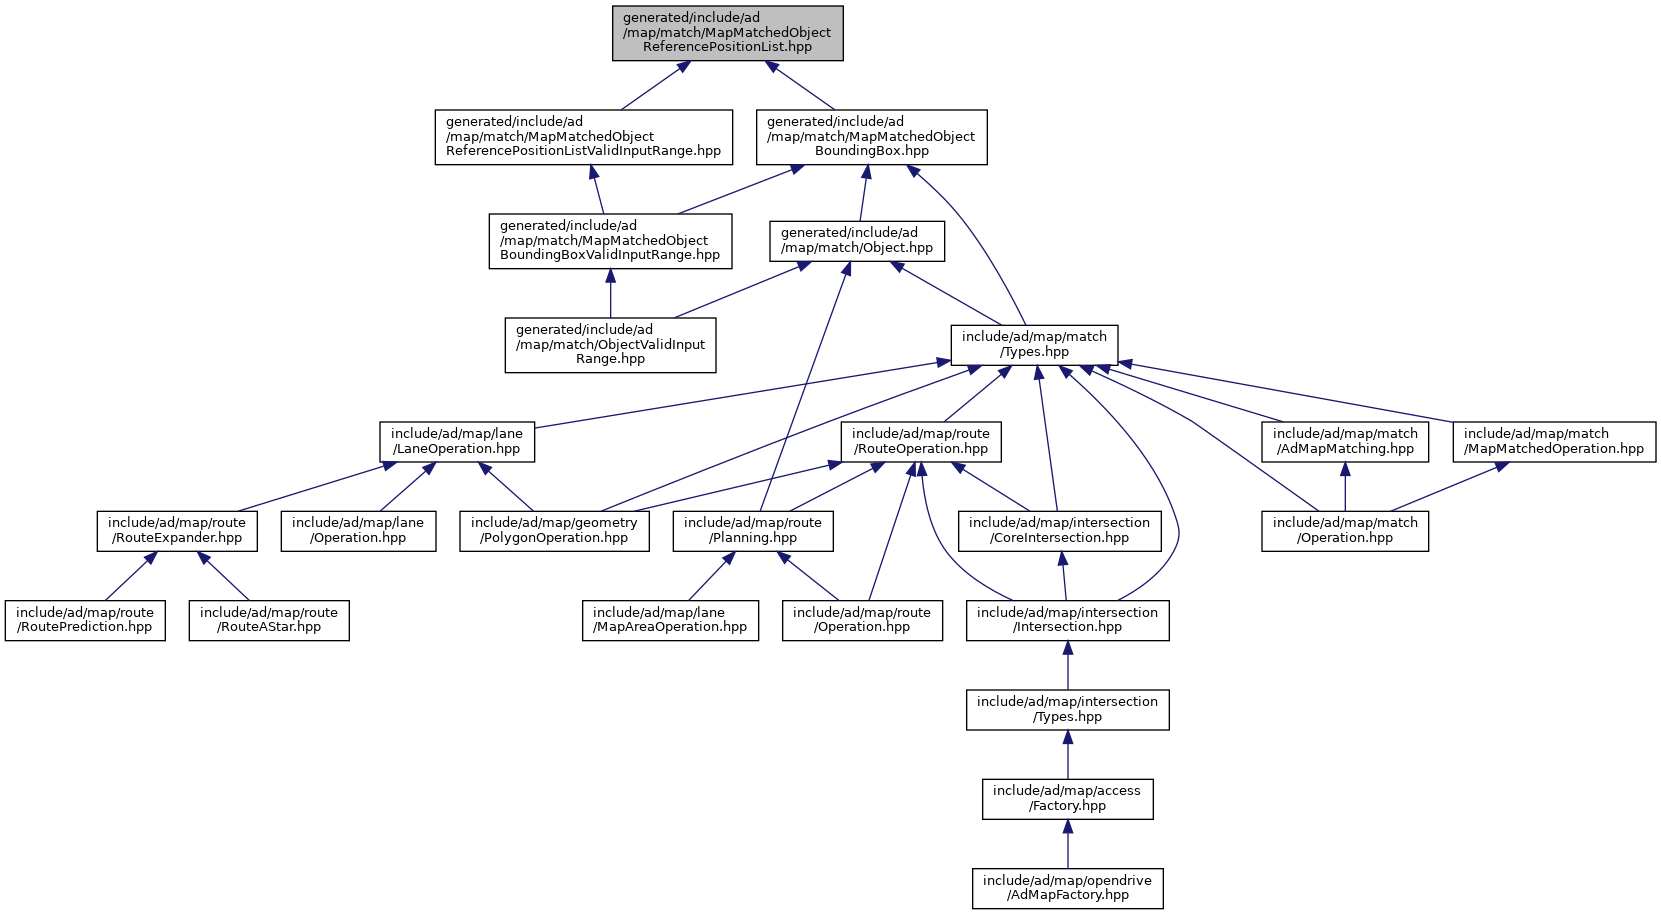 generated/include/ad
/map/match/MapMatchedObject
ReferencePositionList.hpp
generated/include/ad
/map/match/MapMatchedObject
ReferencePositionListValidInputRange.hpp
generated/include/ad
/map/match/MapMatchedObject
BoundingBox.hpp
generated/include/ad
/map/match/MapMatchedObject
BoundingBoxValidInputRange.hpp
generated/include/ad
/map/match/Object.hpp
generated/include/ad
/map/match/ObjectValidInput
Range.hpp
include/ad/map/match
/Types.hpp
include/ad/map/lane
/LaneOperation.hpp
include/ad/map/route
/RouteOperation.hpp
include/ad/map/match
/AdMapMatching.hpp
include/ad/map/match
/MapMatchedOperation.hpp
include/ad/map/route
/RouteExpander.hpp
include/ad/map/lane
/Operation.hpp
include/ad/map/geometry
/PolygonOperation.hpp
include/ad/map/route
/Planning.hpp
include/ad/map/intersection
/CoreIntersection.hpp
include/ad/map/match
/Operation.hpp
include/ad/map/route
/RoutePrediction.hpp
include/ad/map/route
/RouteAStar.hpp
include/ad/map/lane
/MapAreaOperation.hpp
include/ad/map/route
/Operation.hpp
include/ad/map/intersection
/Intersection.hpp
include/ad/map/intersection
/Types.hpp
include/ad/map/access
/Factory.hpp
include/ad/map/opendrive
/AdMapFactory.hpp